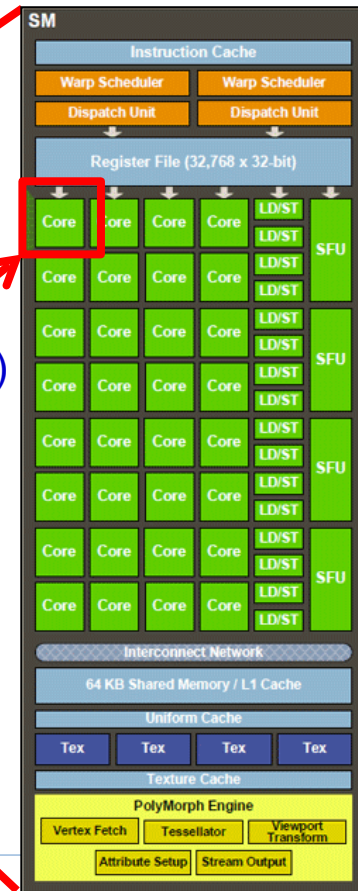 SM
Instruction Cache
Warp Scheduler Warp Scheduler
Dispatch Unit Dispatch Unit
Register File (32,768 x 32-bit)
LD/ST
Core Core Core Core
LD/ST
SFU
LD/ST
Core Core Core Core
LD/ST
LD/ST
Core Core Core Core
LD/ST
SFU
)
LD/ST
Core Core Core Core
LD/ST
LD/ST
Core Core Core Core
LD/ST
SFU
LD/ST
Core Core Core Core
LD/ST
LD/ST
Core Core Core Core
LD/ST
SFU
LD/ST
Core Core Core Core
LD/ST
Interconnect Network
64 KB Shared Memory / L1 Cache
Uniform Cache
Tex Tex Tex Tex
Texture Cache
PolyMorph Engine
Vertex Fetch Tessellator Viewport
Transform
Attribute Setup Stream Output